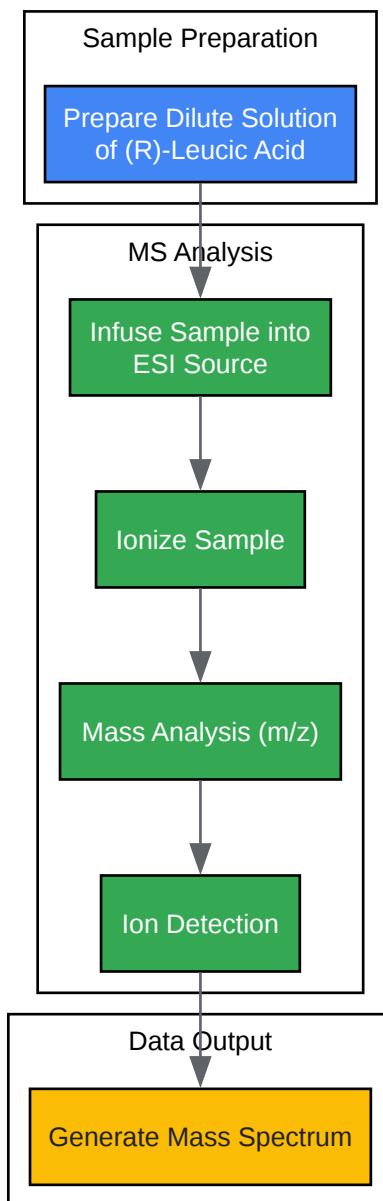 Sample Preparation
Prepare Dilute Solution
of (R)-Leucic Acid
MS Analysis
Infuse Sample into
ESI Source
Ionize Sample
Mass Analysis (m/z)
Ion Detection
Data Output
Generate Mass Spectrum